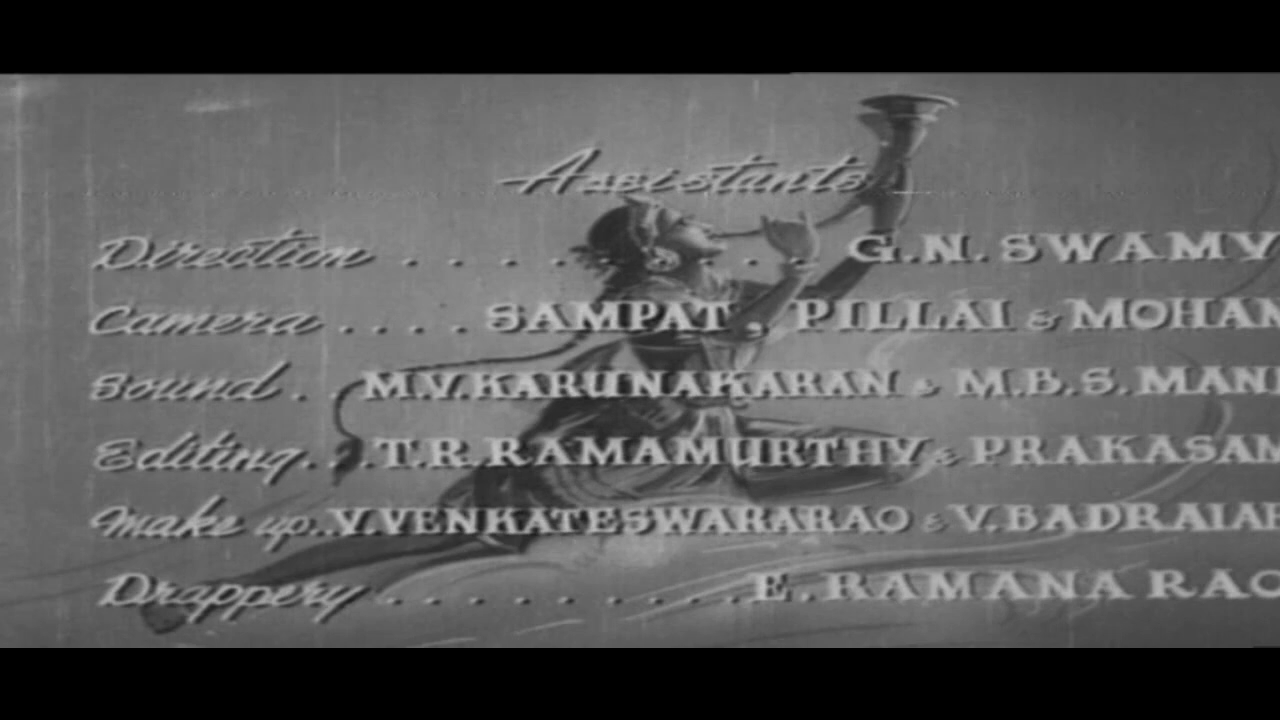 Assistants
Direction . . . . . . . . . . G.N. SWAMY
Camera . . . . SAMPAT, PILLAI & MOHAN
Sound . . M.V. KARUNAKARAN & M.B.S. MANI
Editing. . . T.R. RAMAMURTHY & PRAKASAM
Make up.. V. VENKATESWARARAO & V. BADRAIAH
Drappery . . . . . . . . . . . . E. RAMANA RAO